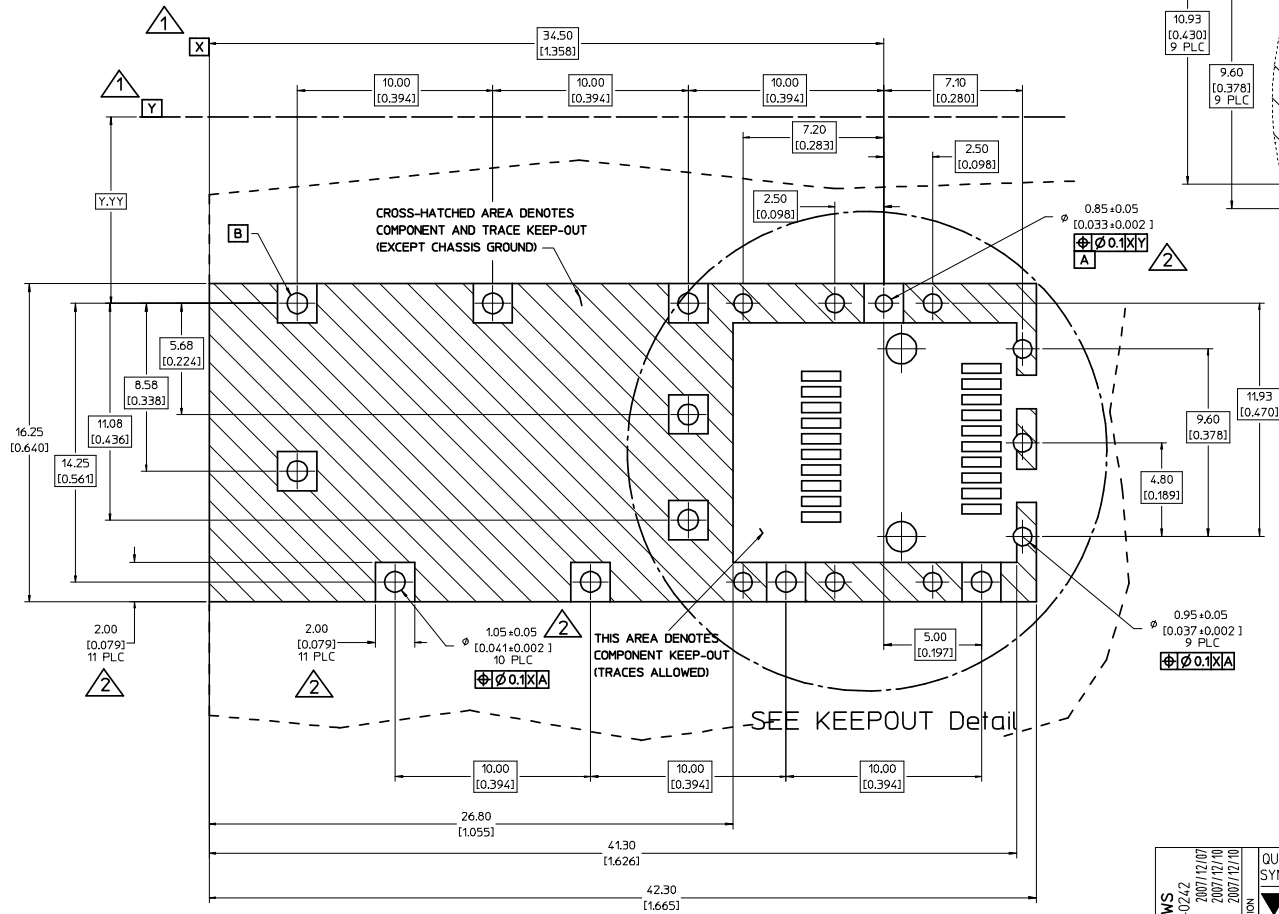 1
X
34.50
[1.358]
10.93
[0.430]
9 PLC
1
Y
10.00
[0.394]
10.00
[0.394]
10.00
[0.394]
7.10
[0.280]
9.60
[0.378]
9 PLC
7.20
[0.283]
2.50
[0.098]
2.50
[0.098]
Y.YY
B
CROSS-HATCHED AREA DENOTES
COMPONENT AND TRACE KEEP-OUT
(EXCEPT CHASSIS GROUND)
⌀ 0.85±0.05
[0.033±0.002 ]
⌖ ⌀ 0.1 X Y
A
2
5.68
[0.224]
8.58
[0.338]
11.08
[0.436]
16.25
[0.640]
14.25
[0.561]
11.93
[0.470]
9.60
[0.378]
4.80
[0.189]
2.00
[0.079]
11 PLC
2
2.00
[0.079]
11 PLC
2
⌀ 1.05±0.05
[0.041±0.002 ]
10 PLC
⌖ ⌀ 0.1 X A
2
THIS AREA DENOTES
COMPONENT KEEP-OUT
(TRACES ALLOWED)
5.00
[0.197]
⌀ 0.95±0.05
[0.037±0.002 ]
9 PLC
⌖ ⌀ 0.1 X A
SEE KEEPOUT Detail
10.00
[0.394]
10.00
[0.394]
10.00
[0.394]
26.80
[1.055]
41.30
[1.626]
42.30
[1.665]
WS
-0242
2007/12/07
2007/12/10
2007/12/10
ION
QU
SYM